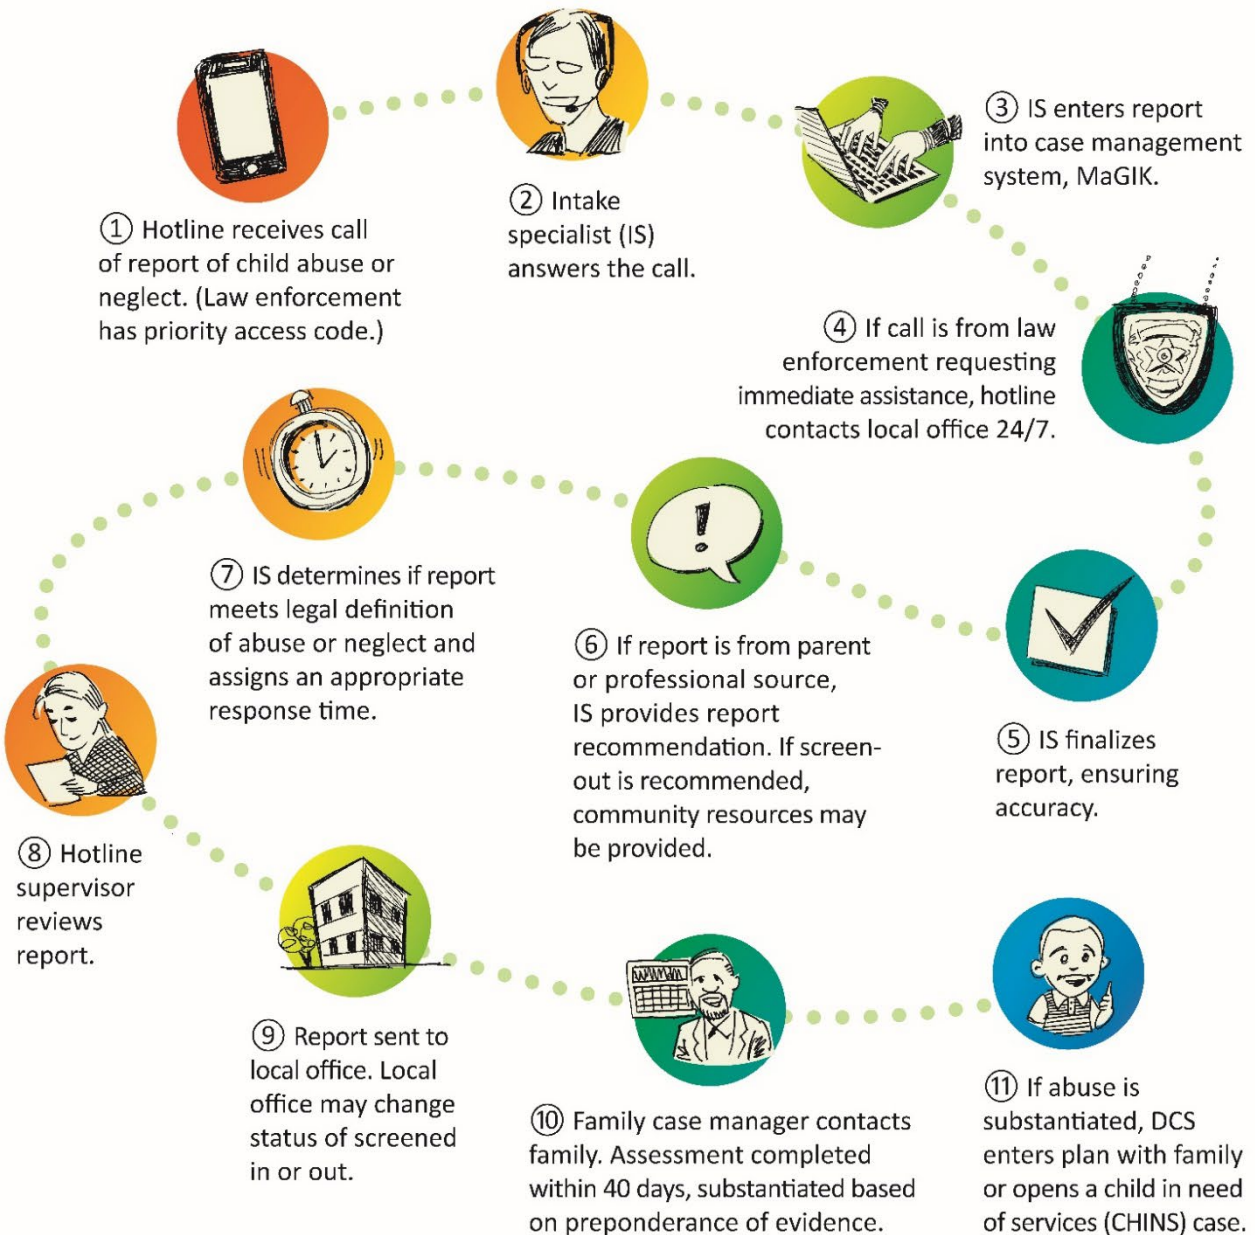 ① Hotline receives call
of report of child abuse or
neglect. (Law enforcement
has priority access code.)
② Intake
specialist (IS)
answers the call.
③ IS enters report
into case management
system, MaGIK.
④ If call is from law
enforcement requesting
immediate assistance, hotline
contacts local office 24/7.
⑤ IS finalizes
report, ensuring
accuracy.
⑥ If report is from parent
or professional source,
IS provides report
recommendation. If screen-
out is recommended,
community resources may
be provided.
!
⑦ IS determines if report
meets legal definition
of abuse or neglect and
assigns an appropriate
response time.
⑧ Hotline
supervisor
reviews
report.
⑨ Report sent to
local office. Local
office may change
status of screened
in or out.
⑩ Family case manager contacts
family. Assessment completed
within 40 days, substantiated based
on preponderance of evidence.
⑪ If abuse is
substantiated, DCS
enters plan with family
or opens a child in need
of services (CHINS) case.